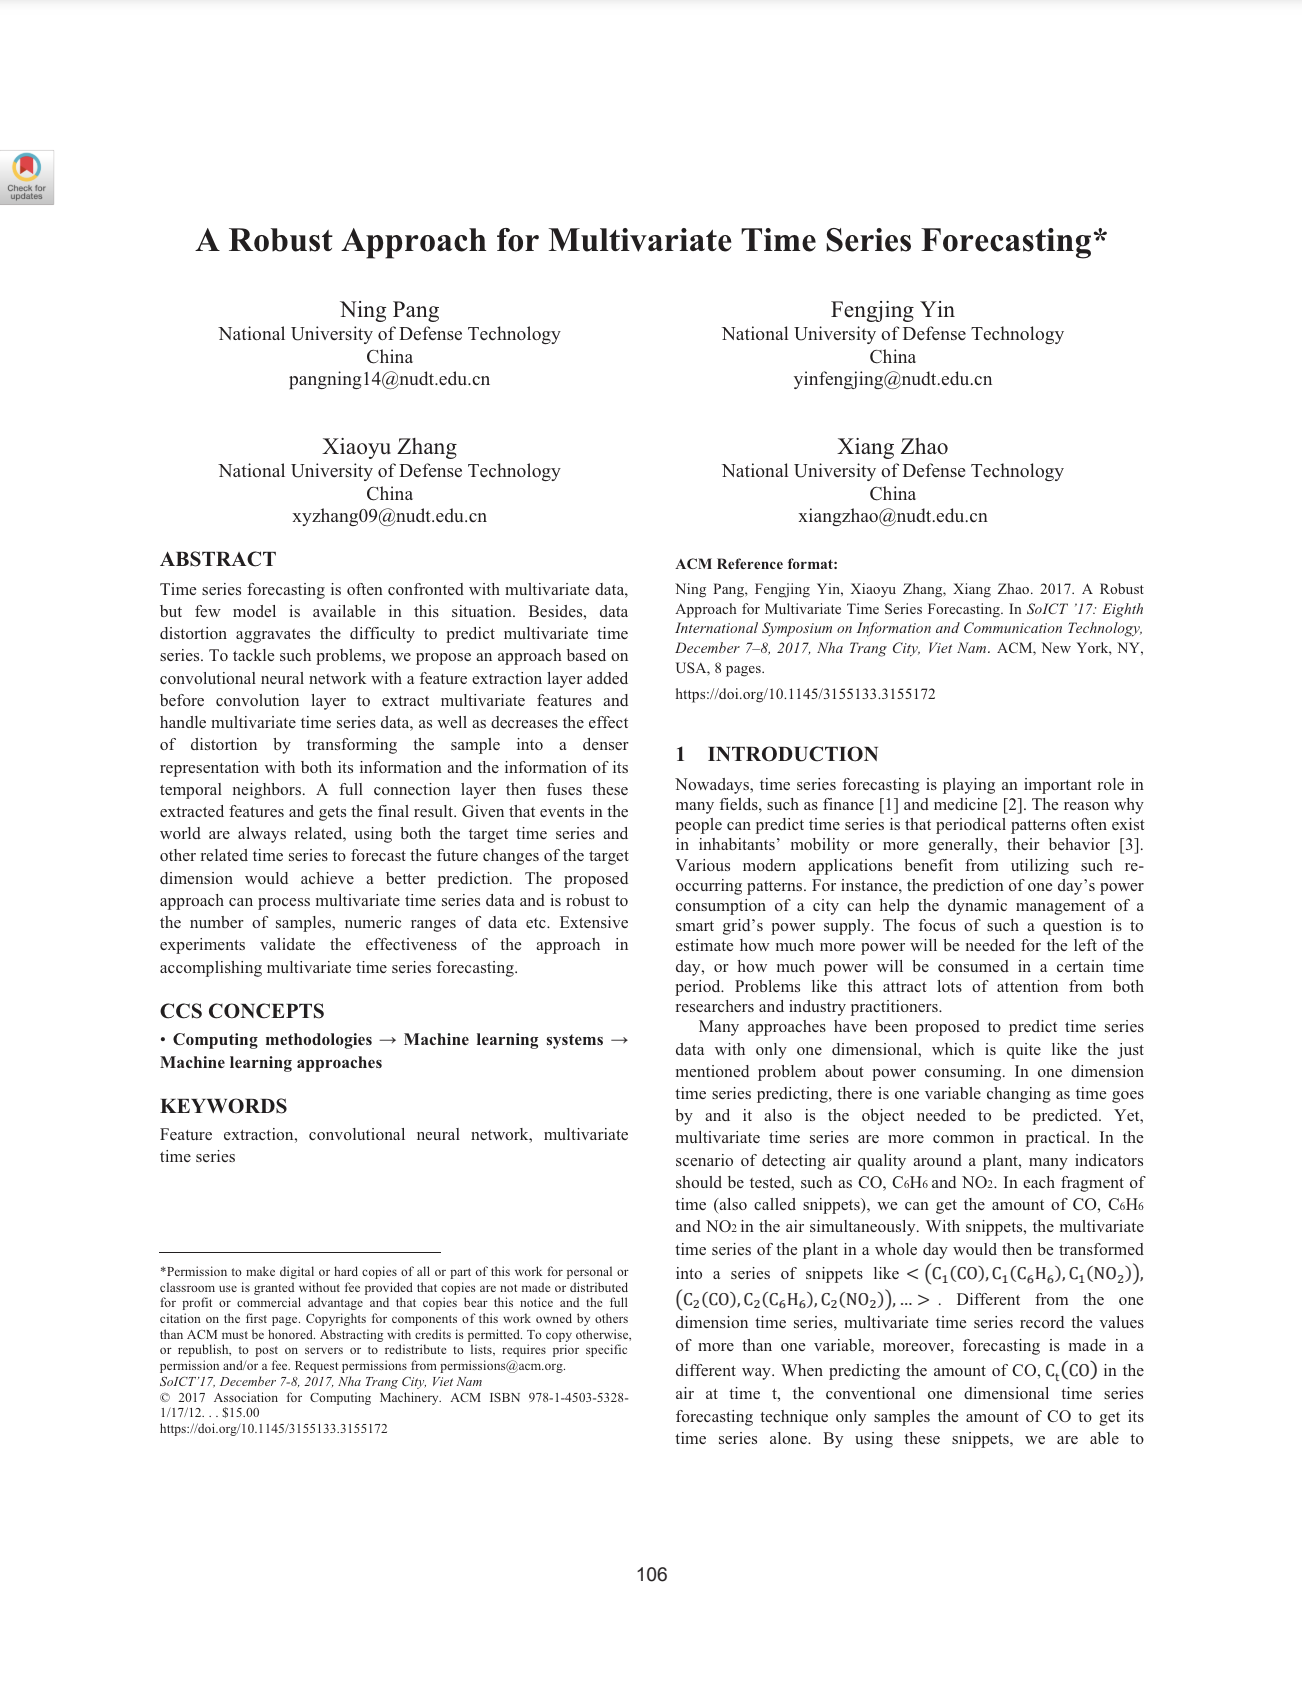 Check for
updates
A Robust Approach for Multivariate Time Series Forecasting*
Ning Pang
National University of Defense Technology
China
pangning14@nudt.edu.cn
Fengjing Yin
National University of Defense Technology
China
yinfengjing@nudt.edu.cn
Xiaoyu Zhang
National University of Defense Technology
China
xyzhang09@nudt.edu.cn
Xiang Zhao
National University of Defense Technology
China
xiangzhao@nudt.edu.cn
ABSTRACT
Time series forecasting is often confronted with multivariate data,
but few model is available in this situation. Besides, data
distortion aggravates the difficulty to predict multivariate time
series. To tackle such problems, we propose an approach based on
convolutional neural network with a feature extraction layer added
before convolution layer to extract multivariate features and
handle multivariate time series data, as well as decreases the effect
of distortion by transforming the sample into a denser
representation with both its information and the information of its
temporal neighbors. A full connection layer then fuses these
extracted features and gets the final result. Given that events in the
world are always related, using both the target time series and
other related time series to forecast the future changes of the target
dimension would achieve a better prediction. The proposed
approach can process multivariate time series data and is robust to
the number of samples, numeric ranges of data etc. Extensive
experiments validate the effectiveness of the approach in
accomplishing multivariate time series forecasting.
CCS CONCEPTS
• Computing methodologies → Machine learning systems →
Machine learning approaches
KEYWORDS
Feature extraction, convolutional neural network, multivariate
time series
*Permission to make digital or hard copies of all or part of this work for personal or
classroom use is granted without fee provided that copies are not made or distributed
for profit or commercial advantage and that copies bear this notice and the full
citation on the first page. Copyrights for components of this work owned by others
than ACM must be honored. Abstracting with credits is permitted. To copy otherwise,
or republish, to post on servers or to redistribute to lists, requires prior specific
permission and/or a fee. Request permissions from permissions@acm.org.
SoICT'17, December 7-8, 2017, Nha Trang City, Viet Nam
© 2017 Association for Computing Machinery. ACM ISBN 978-1-4503-5328-
1/17/12. . . $15.00
https://doi.org/10.1145/3155133.3155172
ACM Reference format:
Ning Pang, Fengjing Yin, Xiaoyu Zhang, Xiang Zhao. 2017. A Robust
Approach for Multivariate Time Series Forecasting. In SoICT ’17: Eighth
International Symposium on Information and Communication Technology,
December 7–8, 2017, Nha Trang City, Viet Nam. ACM, New York, NY,
USA, 8 pages.
https://doi.org/10.1145/3155133.3155172
1 INTRODUCTION
Nowadays, time series forecasting is playing an important role in
many fields, such as finance [1] and medicine [2]. The reason why
people can predict time series is that periodical patterns often exist
in inhabitants’ mobility or more generally, their behavior [3].
Various modern applications benefit from utilizing such re-
occurring patterns. For instance, the prediction of one day’s power
consumption of a city can help the dynamic management of a
smart grid’s power supply. The focus of such a question is to
estimate how much more power will be needed for the left of the
day, or how much power will be consumed in a certain time
period. Problems like this attract lots of attention from both
researchers and industry practitioners.
Many approaches have been proposed to predict time series
data with only one dimensional, which is quite like the just
mentioned problem about power consuming. In one dimension
time series predicting, there is one variable changing as time goes
by and it also is the object needed to be predicted. Yet,
multivariate time series are more common in practical. In the
scenario of detecting air quality around a plant, many indicators
should be tested, such as CO, C₆H₆ and NO₂. In each fragment of
time (also called snippets), we can get the amount of CO, C₆H₆
and NO₂ in the air simultaneously. With snippets, the multivariate
time series of the plant in a whole day would then be transformed
into a series of snippets like < (C₁(CO), C₁(C₆H₆), C₁(NO₂)),
(C₂(CO), C₂(C₆H₆), C₂(NO₂)), … > . Different from the one
dimension time series, multivariate time series record the values
of more than one variable, moreover, forecasting is made in a
different way. When predicting the amount of CO, Cₜ(CO) in the
air at time t, the conventional one dimensional time series
forecasting technique only samples the amount of CO to get its
time series alone. By using these snippets, we are able to
106